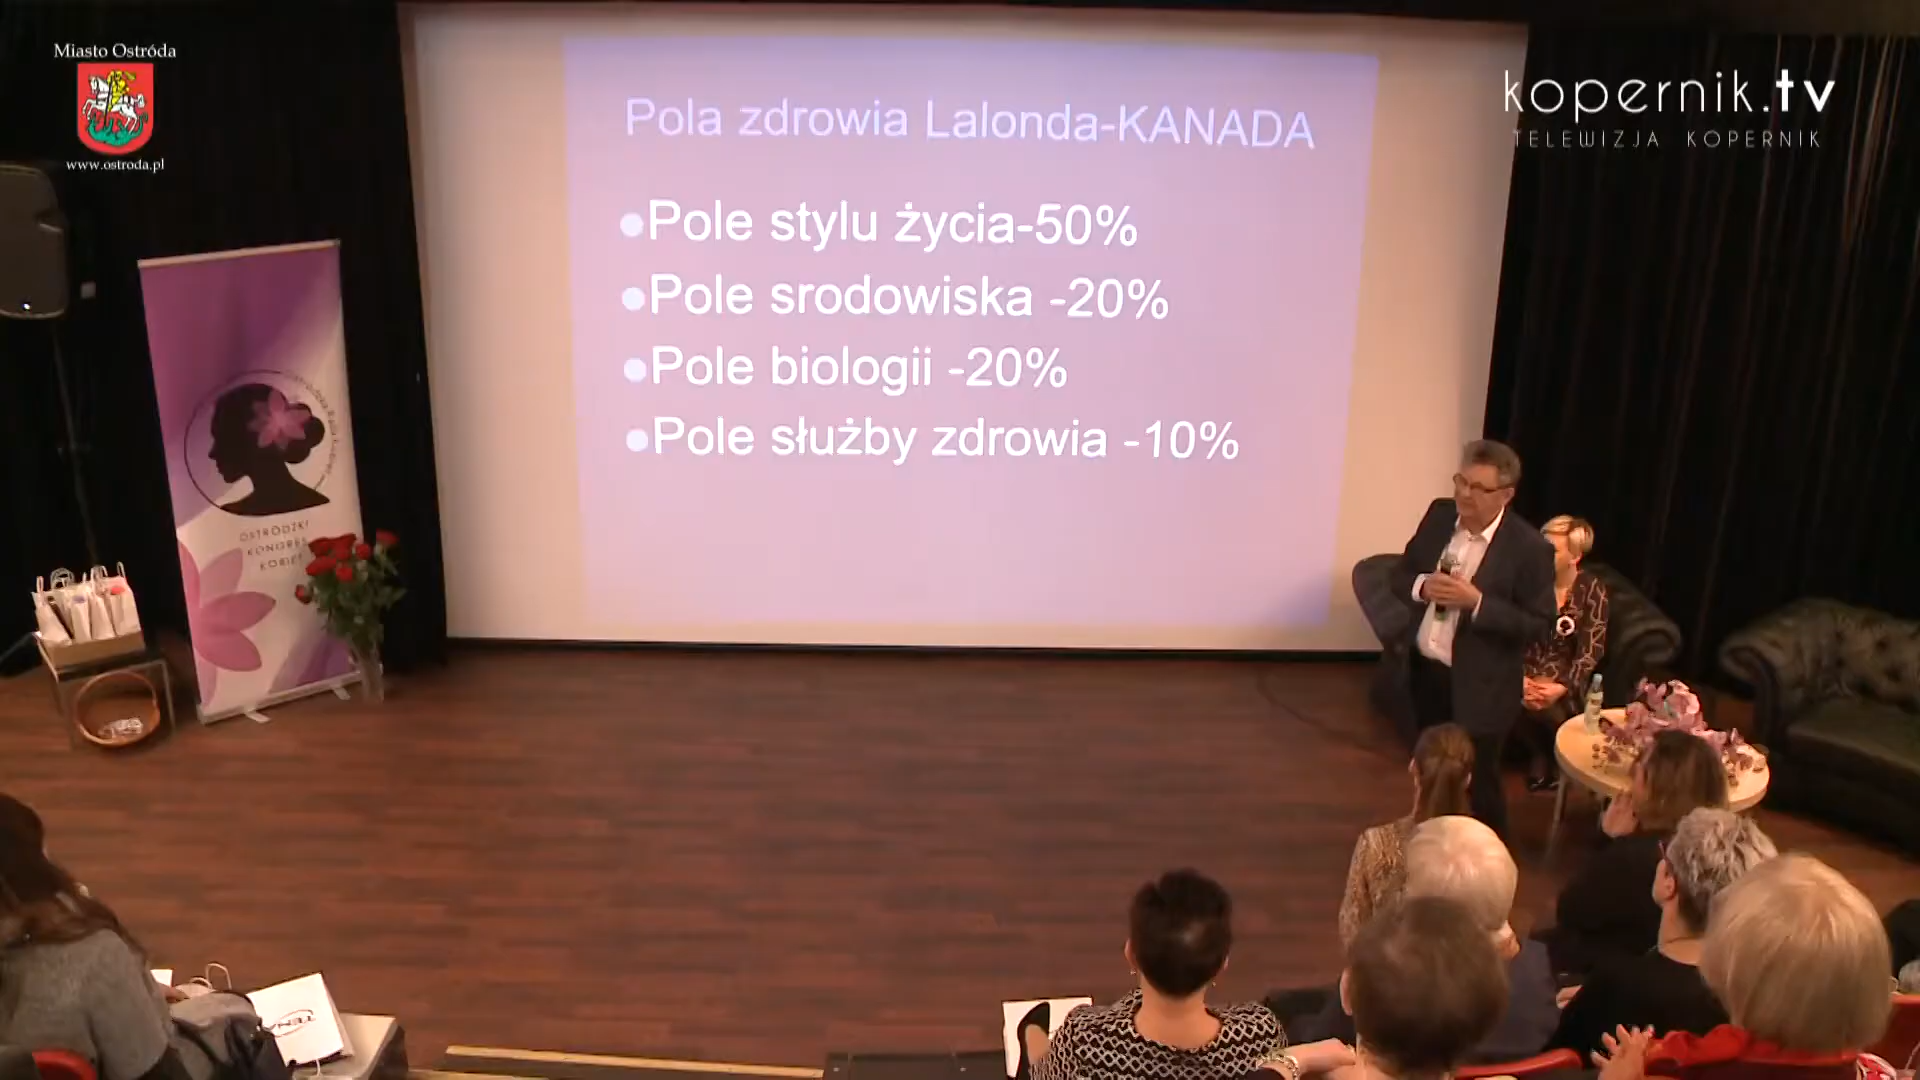 Miasto Ostróda
www.ostroda.pl
kopernik.tv
TELEWIZJA KOPERNIK
Pola zdrowia Lalonda-KANADA
Pole stylu życia-50%
Pole srodowiska -20%
Pole biologii -20%
Pole służby zdrowia -10%
OSTRÓDZKI
KONGRES
KOBIET
TENA